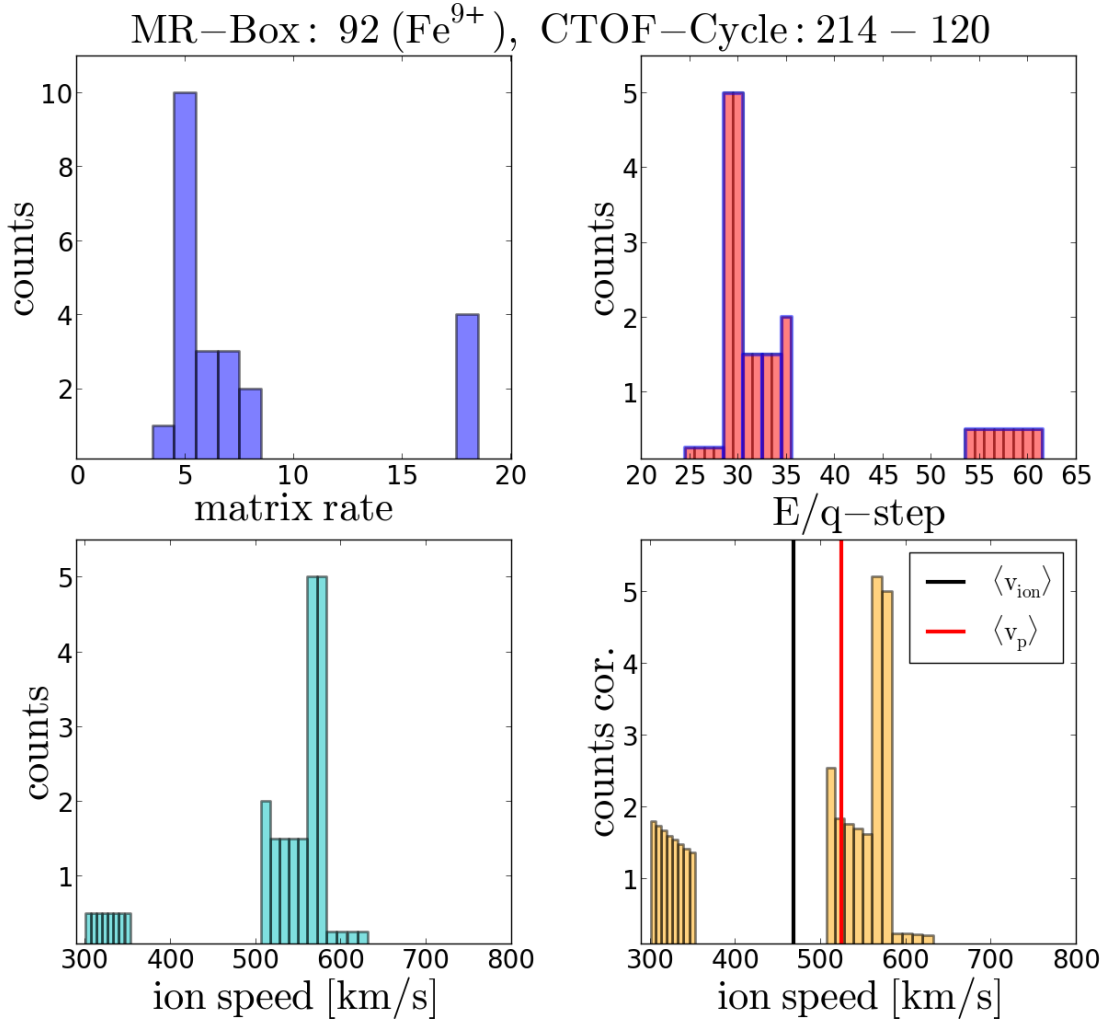 MR−Box: 92 (Fe⁹⁺), CTOF−Cycle: 214 − 120
counts
10
8
6
4
2
0 5 10 15 20
matrix rate
counts
5
4
3
2
1
20 25 30 35 40 45 50 55 60 65
E/q−step
counts
5
4
3
2
1
300 400 500 600 700 800
ion speed [km/s]
counts cor.
5
4
3
2
1
⟨v_ion⟩
⟨v_p⟩
300 400 500 600 700 800
ion speed [km/s]